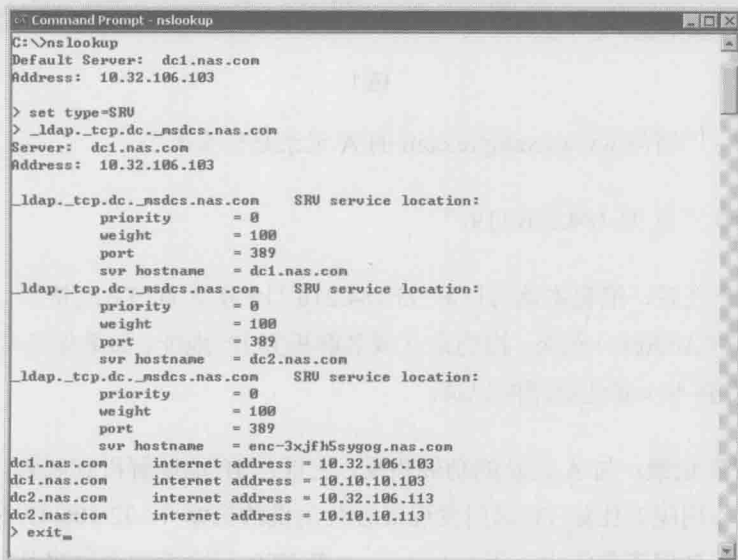 Command Prompt - nslookup
C:\>nslookup
Default Server:  dc1.nas.com
Address:  10.32.106.103

> set type=SRV
> _ldap._tcp.dc._msdcs.nas.com
Server:  dc1.nas.com
Address:  10.32.106.103

_ldap._tcp.dc._msdcs.nas.com    SRV service location:
          priority       = 0
          weight         = 100
          port           = 389
          svr hostname   = dc1.nas.com
_ldap._tcp.dc._msdcs.nas.com    SRV service location:
          priority       = 0
          weight         = 100
          port           = 389
          svr hostname   = dc2.nas.com
_ldap._tcp.dc._msdcs.nas.com    SRV service location:
          priority       = 0
          weight         = 100
          port           = 389
          svr hostname   = emc-3xjfh5sygog.nas.com
dc1.nas.com     internet address = 10.32.106.103
dc1.nas.com     internet address = 10.10.10.103
dc2.nas.com     internet address = 10.32.106.113
dc2.nas.com     internet address = 10.10.10.113
> exit_